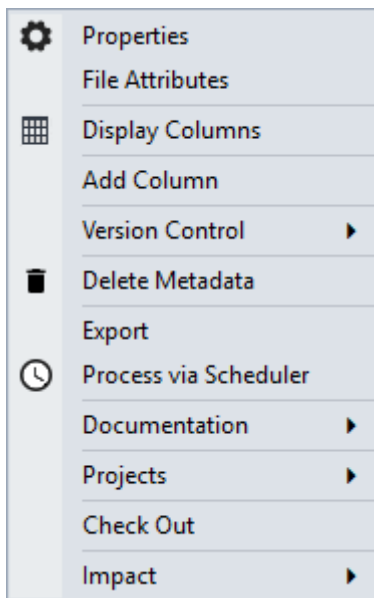 Properties
File Attributes
Display Columns
Add Column
Version Control
Delete Metadata
Export
Process via Scheduler
Documentation
Projects
Check Out
Impact